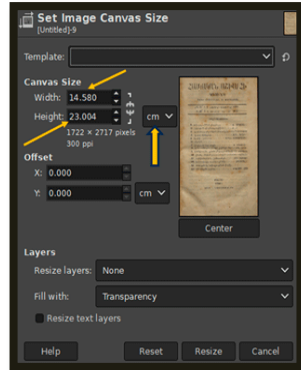 Set Image Canvas Size
[Untitled]-9
Template:
Canvas Size
Width: 14.580
Height: 23.004 cm
1722 × 2717 pixels
300 ppi
Offset
X: 0.000
Y: 0.000 cm
Center
Layers
Resize layers: None
Fill with: Transparency
Resize text layers
Help Reset Resize Cancel